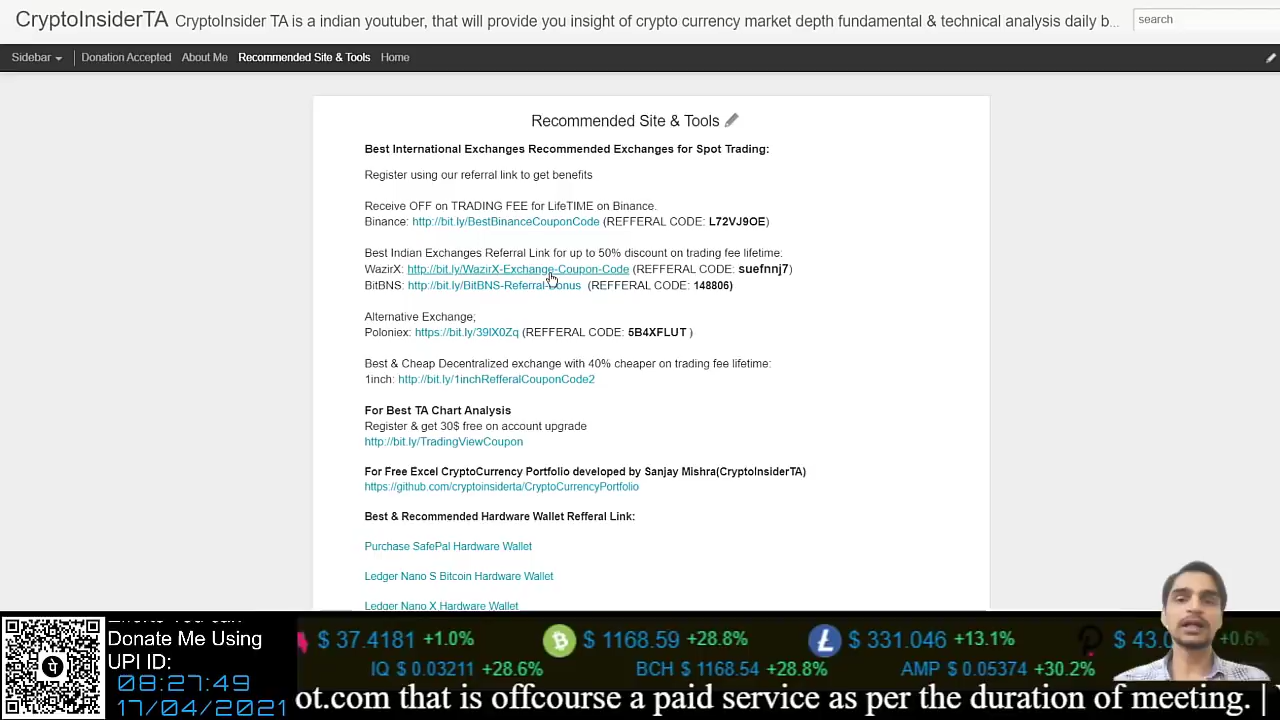 CryptoInsiderTA CryptoInsider TA is a indian youtuber, that will provide you insight of crypto currency market depth fundamental & technical analysis daily b...
search
Sidebar Donation Accepted About Me Recommended Site & Tools Home
Recommended Site & Tools
Best International Exchanges Recommended Exchanges for Spot Trading:
Register using our referral link to get benefits
Receive OFF on TRADING FEE for LifeTIME on Binance.
Binance: http://bit.ly/BestBinanceCouponCode (REFFERAL CODE: L72VJ9OE)
Best Indian Exchanges Referral Link for up to 50% discount on trading fee lifetime:
WazirX: http://bit.ly/WazirX-Exchange-Coupon-Code (REFFERAL CODE: suefnnj7)
BitBNS: http://bit.ly/BitBNS-Referral-Bonus (REFFERAL CODE: 148806)
Alternative Exchange;
Poloniex: https://bit.ly/39IX0Zq (REFFERAL CODE: 5B4XFLUT )
Best & Cheap Decentralized exchange with 40% cheaper on trading fee lifetime:
1inch: http://bit.ly/1inchRefferalCouponCode2
For Best TA Chart Analysis
Register & get 30$ free on account upgrade
http://bit.ly/TradingViewCoupon
For Free Excel CryptoCurrency Portfolio developed by Sanjay Mishra(CryptoInsiderTA)
https://github.com/cryptoinsiderta/CryptoCurrencyPortfolio
Best & Recommended Hardware Wallet Refferal Link:
Purchase SafePal Hardware Wallet
Ledger Nano S Bitcoin Hardware Wallet
Ledger Nano X Hardware Wallet
Donate Me Using
UPI ID:
08:27:49
17/04/2021
$ 37.4181 +1.0% $ 1168.59 +28.8% $ 331.046 +13.1% $ 43.0 +0.6%
IQ $ 0.03211 +28.6% BCH $ 1168.54 +28.8% AMP $ 0.05374 +30.2%
ot.com that is offcourse a paid service as per the duration of meeting. |